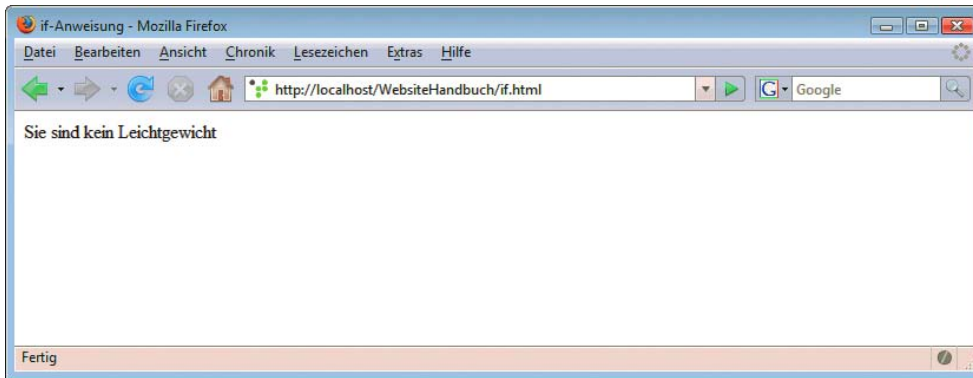 if-Anweisung - Mozilla Firefox
Datei Bearbeiten Ansicht Chronik Lesezeichen Extras Hilfe
http://localhost/WebsiteHandbuch/if.html G Google
Sie sind kein Leichtgewicht
Fertig